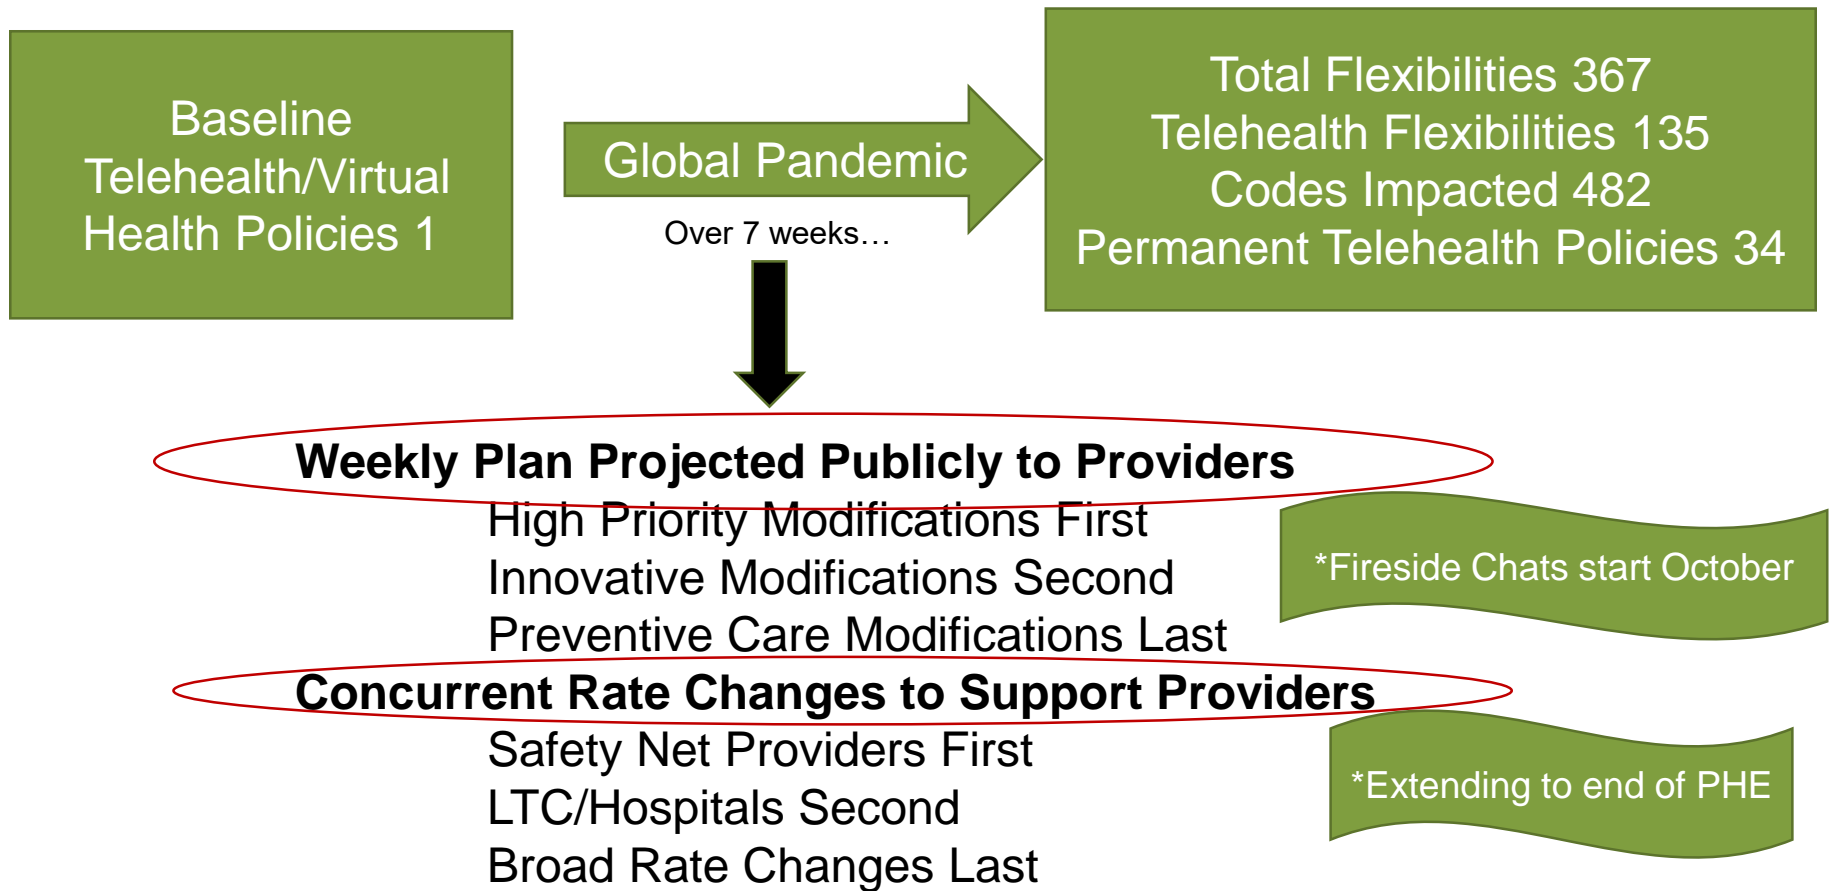 Baseline
Telehealth/Virtual
Health Policies 1
Global Pandemic
Over 7 weeks…
Total Flexibilities 367
Telehealth Flexibilities 135
Codes Impacted 482
Permanent Telehealth Policies 34
Weekly Plan Projected Publicly to Providers
High Priority Modifications First
Innovative Modifications Second
Preventive Care Modifications Last
*Fireside Chats start October
Concurrent Rate Changes to Support Providers
Safety Net Providers First
LTC/Hospitals Second
Broad Rate Changes Last
*Extending to end of PHE